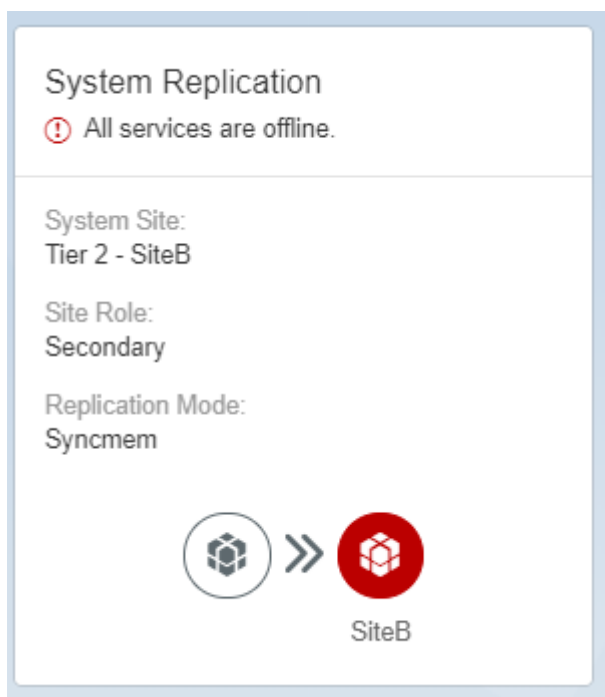 System Replication
All services are offline.
System Site:
Tier 2 - SiteB
Site Role:
Secondary
Replication Mode:
Syncmem
SiteB